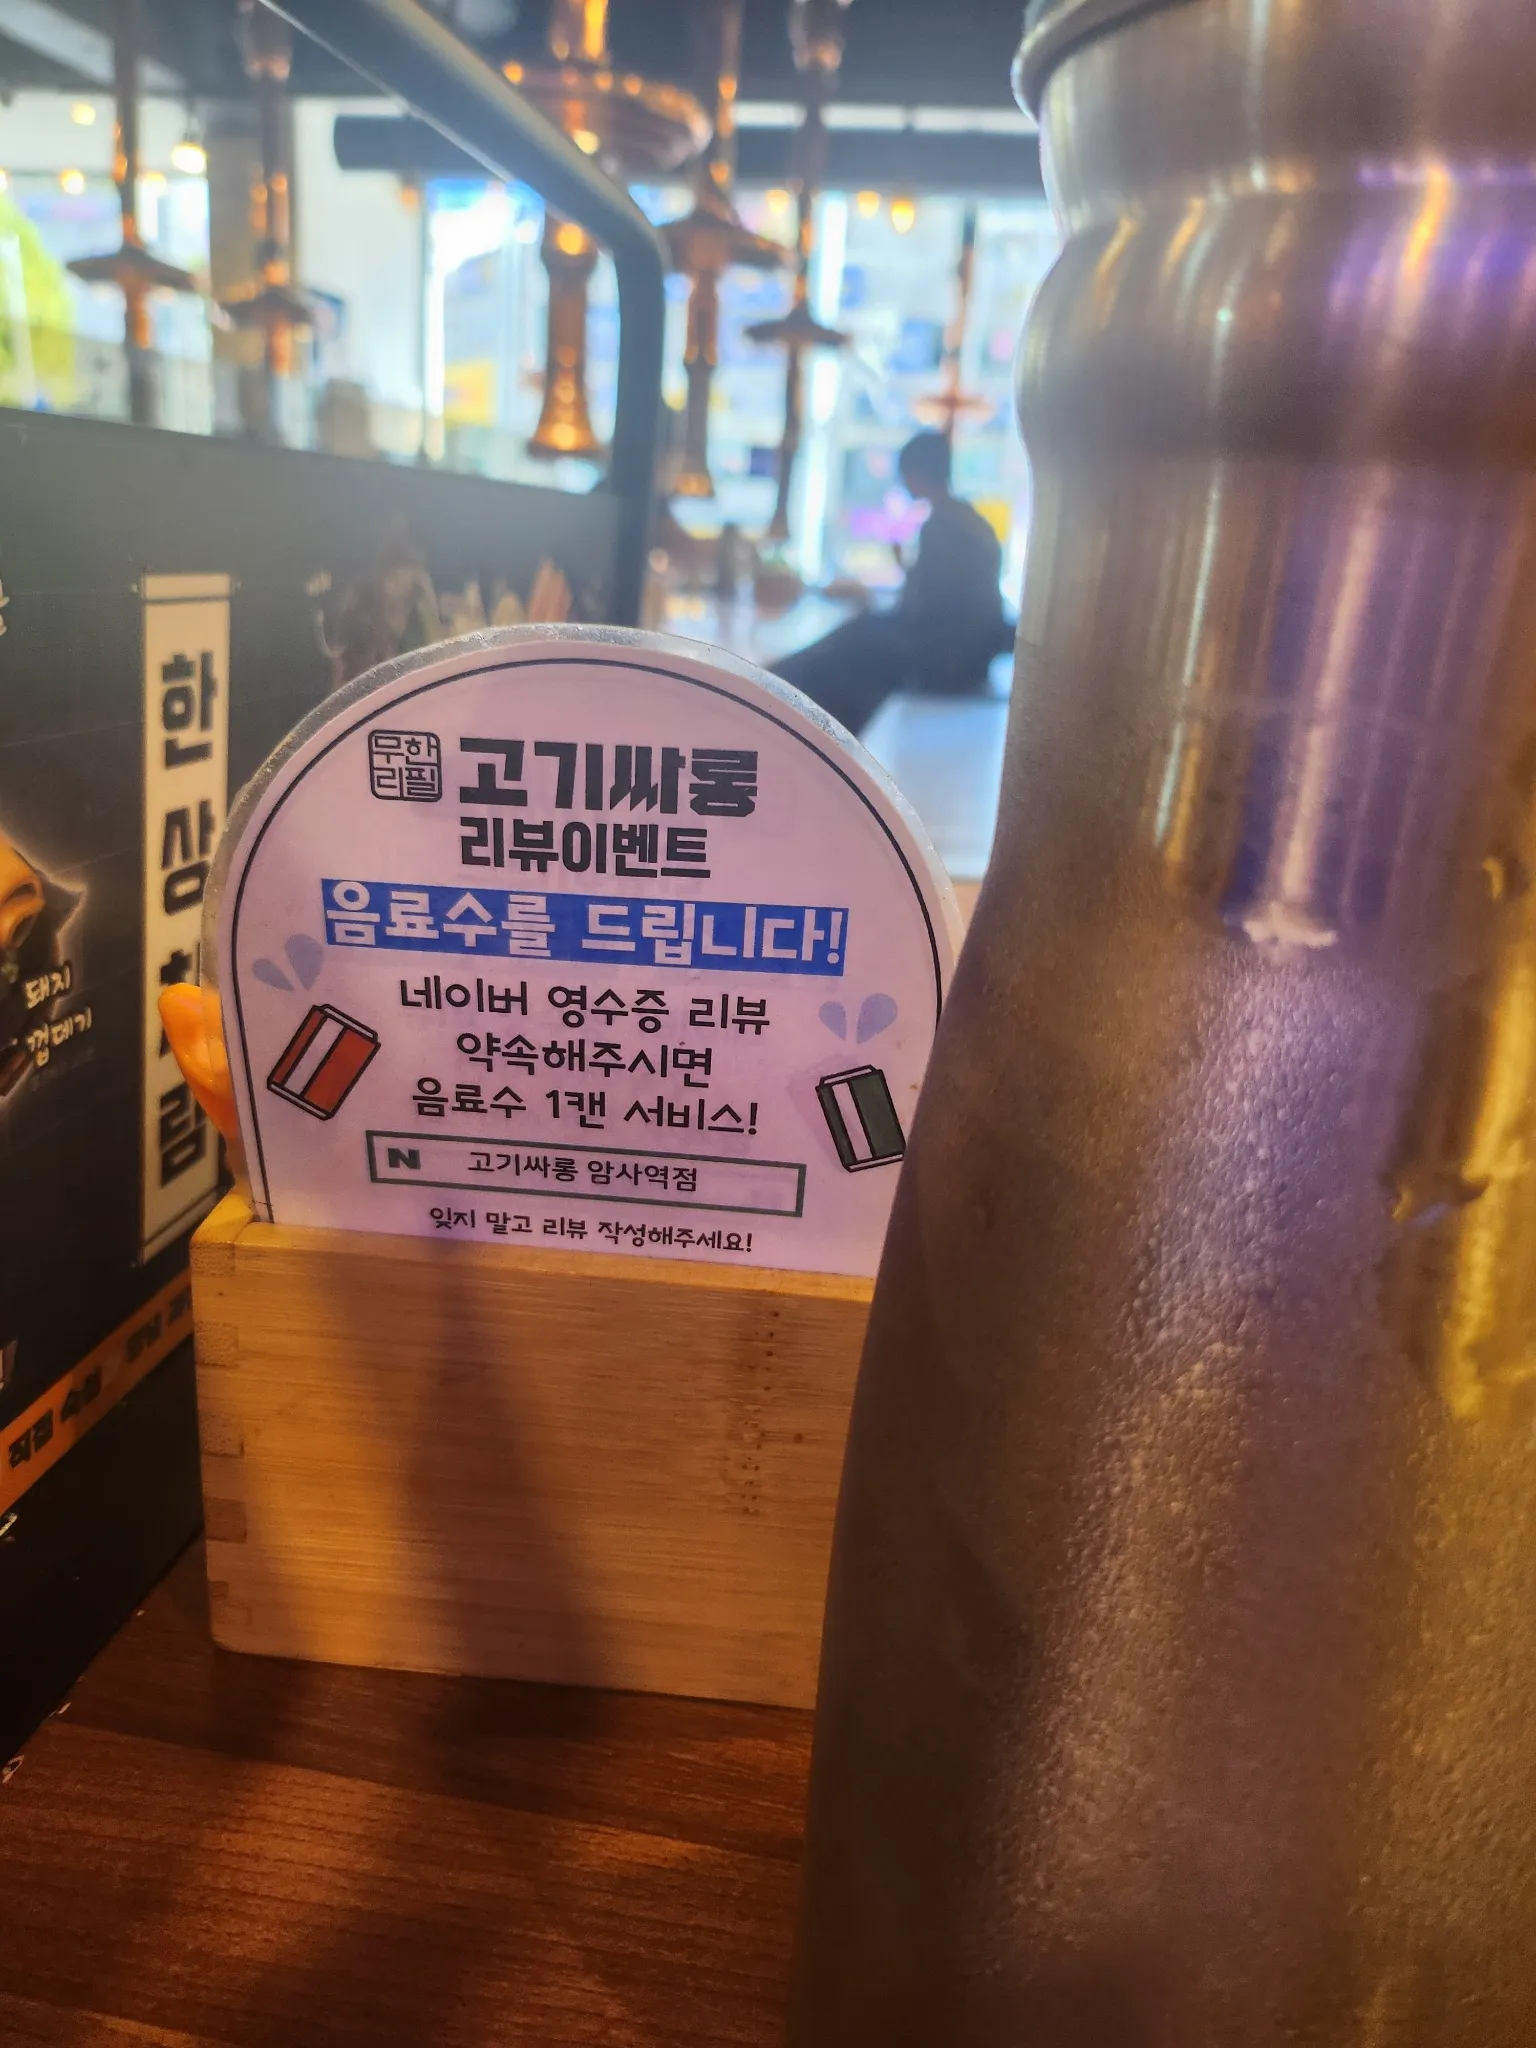 무한
리필
고기싸롱
리뷰이벤트
음료수를 드립니다!
네이버 영수증 리뷰
약속해주시면
음료수 1캔 서비스!
N 고기싸롱 암사역점
잊지 말고 리뷰 작성해주세요!
한상차림
돼지
껍데기